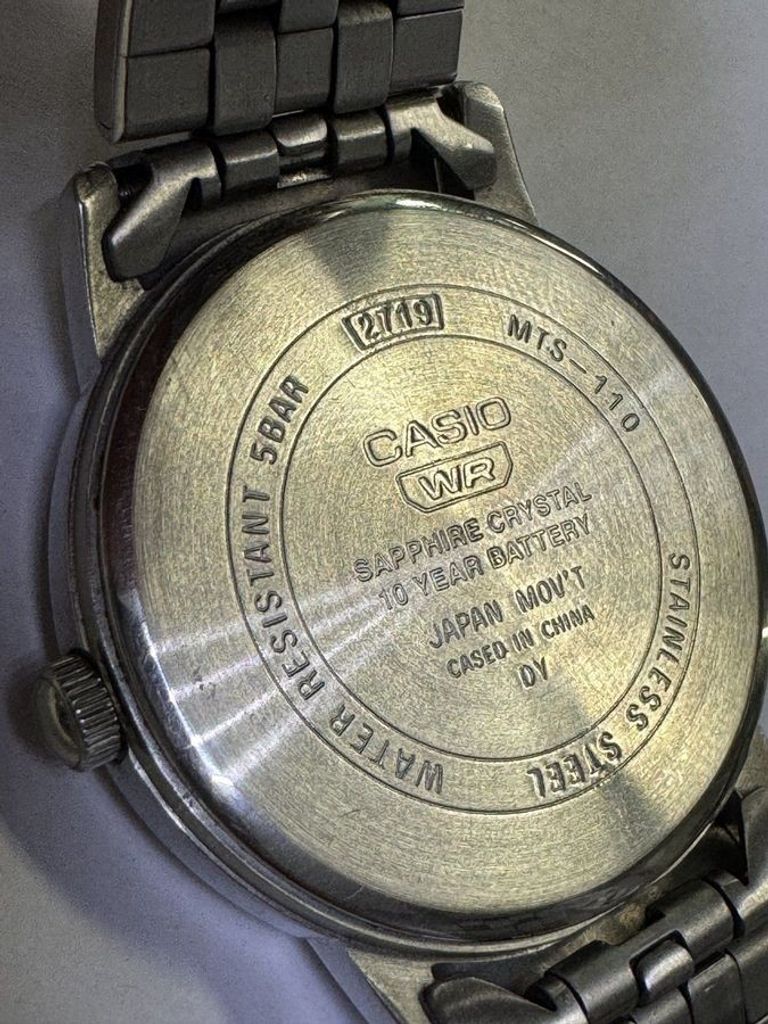 2719
MTS-110
CASIO
WR
SAPPHIRE CRYSTAL
10 YEAR BATTERY
JAPAN MOV'T
CASED IN CHINA
DY
WATER RESISTANT 5BAR
STAINLESS STEEL